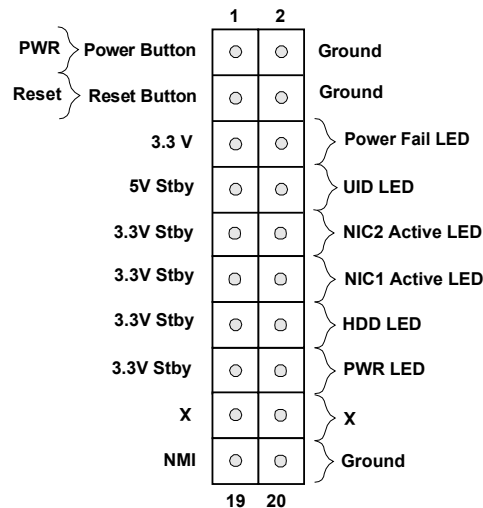 1 2
PWR Power Button Ground
Reset Reset Button Ground
3.3 V Power Fail LED
5V Stby UID LED
3.3V Stby NIC2 Active LED
3.3V Stby NIC1 Active LED
3.3V Stby HDD LED
3.3V Stby PWR LED
X X
NMI Ground
19 20